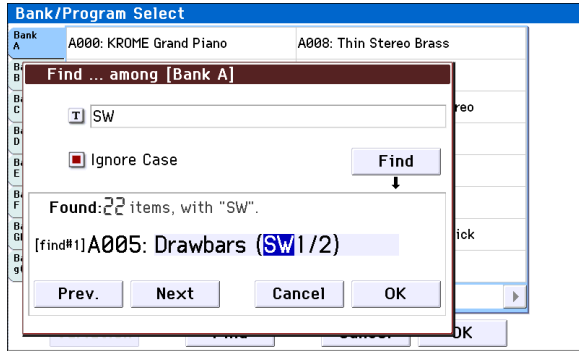 Bank/Program Select
Bank
A
A000: KROME Grand Piano
A008: Thin Stereo Brass
B
C
D
E
F
Find ... among [Bank A]
reo
T
SW
Ignore Case
Find
Found:22 items, with "SW".
[find#1]A005: Drawbars (SW1/2)
ick
Prev.
Next
Cancel
OK
OK